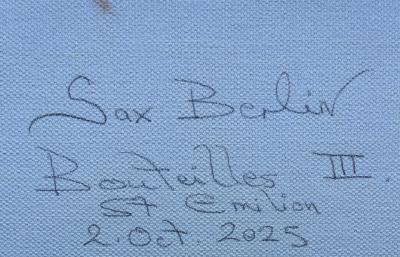 Sax Berlin
Bouteilles III.
St Emilion
2. Oct. 2025